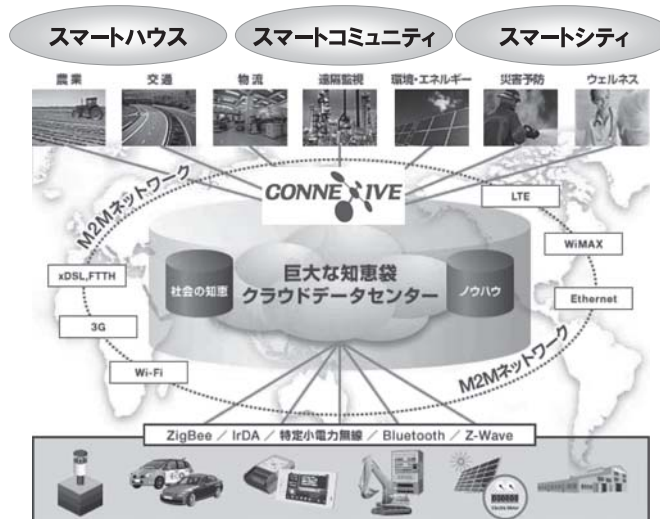 スマートハウス
スマートコミュニティ
スマートシティ
農業
交通
物流
遠隔監視
環境・エネルギー
災害予防
ウェルネス
CONNEXIVE
M2Mネットワーク
LTE
WiMAX
xDSL,FTTH
社会の知恵
巨大な知恵袋
クラウドデータセンター
ノウハウ
Ethernet
3G
Wi-Fi
M2Mネットワーク
ZigBee / IrDA / 特定小電力無線 / Bluetooth / Z-Wave